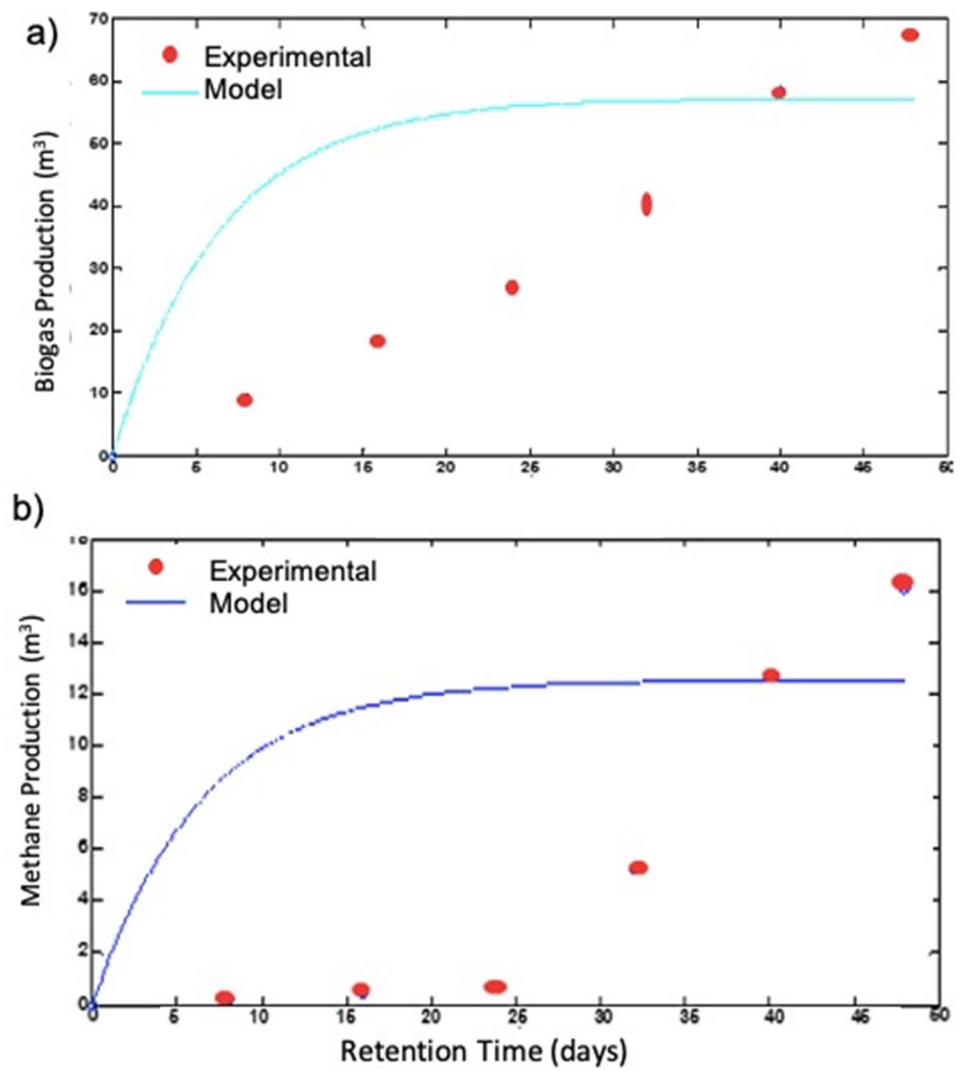 a)
Biogas Production (m³)
70
60
50
40
30
20
10
0
Experimental
Model
0 5 10 15 20 25 30 35 40 45 50
b)
Methane Production (m³)
18
16
14
12
10
8
6
4
2
0
Experimental
Model
0 5 10 15 20 25 30 35 40 45 50
Retention Time (days)